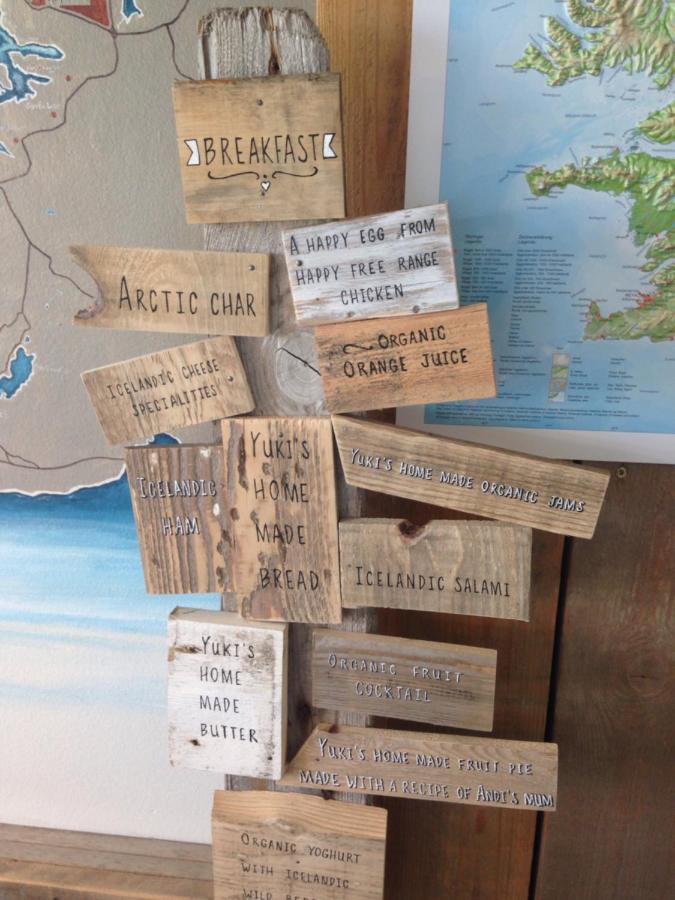 BREAKFAST
A HAPPY EGG FROM
HAPPY FREE RANGE
CHICKEN
ARCTIC CHAR
ORGANIC
ORANGE JUICE
ICELANDIC CHEESE
SPECIALITIES
YUKI'S
HOME
MADE
BREAD
YUKI'S HOME MADE ORGANIC JAMS
ICELANDIC
HAM
ICELANDIC SALAMI
YUKI'S
HOME
MADE
BUTTER
ORGANIC FRUIT
COCKTAIL
YUKI'S HOME MADE FRUIT PIE
MADE WITH A RECIPE OF ANDI'S MUM
ORGANIC YOGHURT
WITH ICELANDIC
WILD